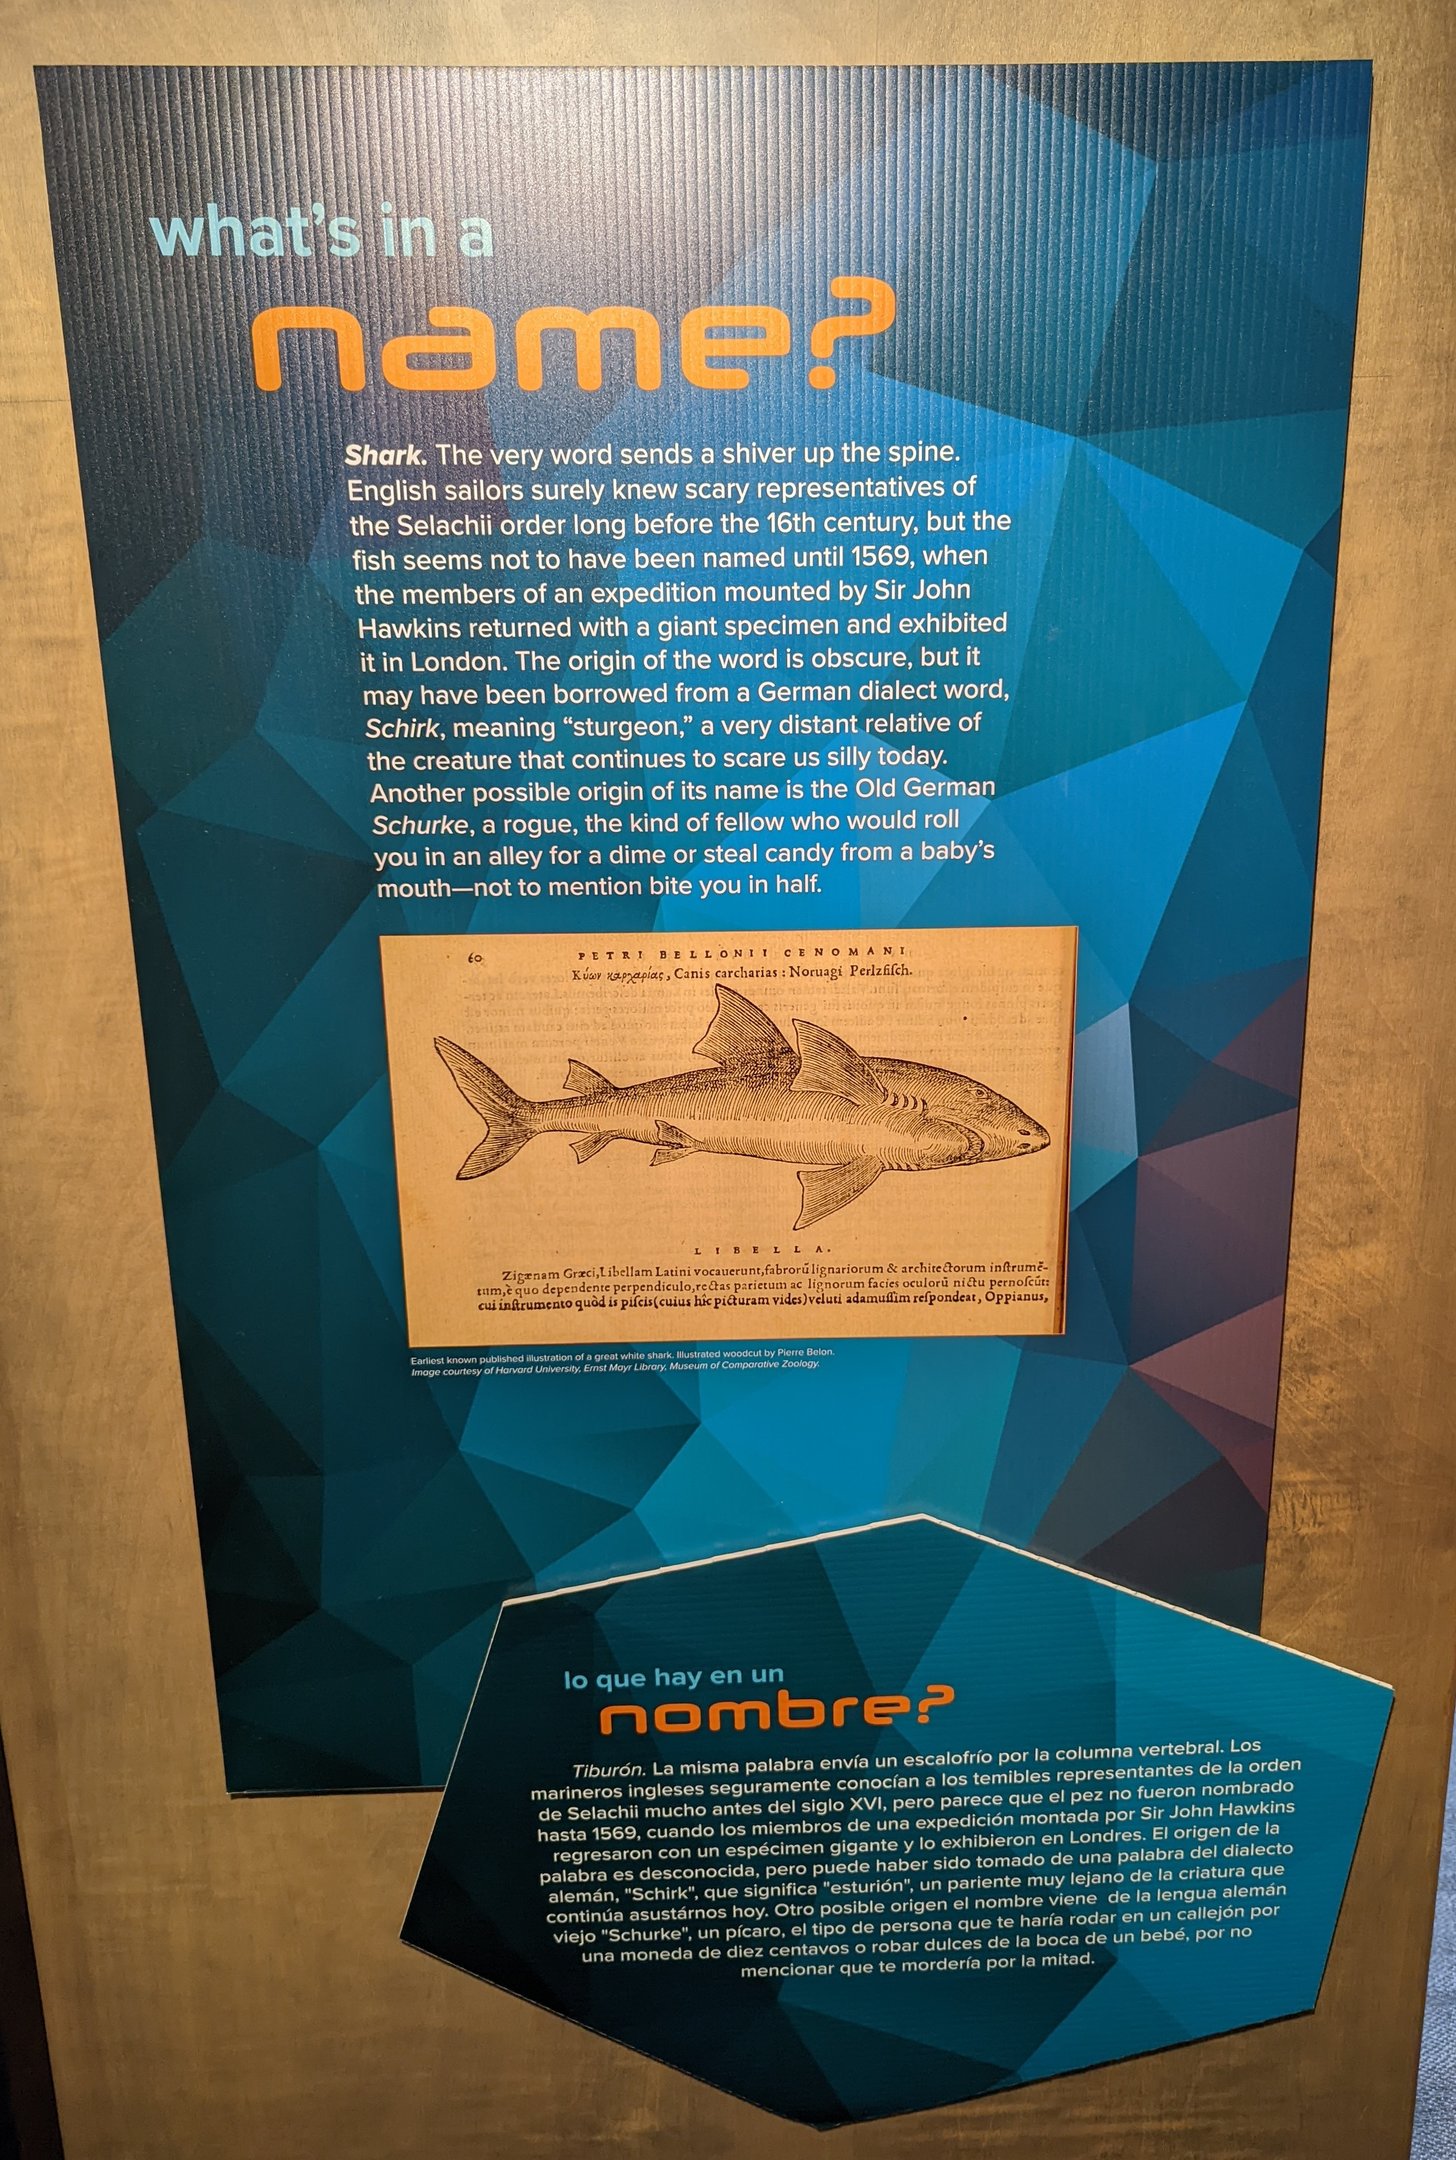 what's in a
name?
Shark. The very word sends a shiver up the spine.
English sailors surely knew scary representatives of
the Selachii order long before the 16th century, but the
fish seems not to have been named until 1569, when
the members of an expedition mounted by Sir John
Hawkins returned with a giant specimen and exhibited
it in London. The origin of the word is obscure, but it
may have been borrowed from a German dialect word,
Schirk, meaning “sturgeon,” a very distant relative of
the creature that continues to scare us silly today.
Another possible origin of its name is the Old German
Schurke, a rogue, the kind of fellow who would roll
you in an alley for a dime or steal candy from a baby’s
mouth—not to mention bite you in half.
60
PETRI BELLONII CENOMANI
Κύων καρχαρίας, Canis carcharias : Noruagi Perlzfiſch.
LIBELLA.
Zigænam Græci, Libellam Latini vocauerunt, fabrorū lignariorum & architectorum inſtrumē-
tum, è quo dependente perpendiculo, rectas parietum ac lignorum facies oculorū nictu pernoſcūt:
cui inſtrumento quòd is piſcis (cuius hîc picturam vides) veluti adamuſſim reſpondeat, Oppianus,
Earliest known published illustration of a great white shark. Illustrated woodcut by Pierre Belon.
Image courtesy of Harvard University, Ernst Mayr Library, Museum of Comparative Zoology.
lo que hay en un
nombre?
Tiburón. La misma palabra envía un escalofrío por la columna vertebral. Los
marineros ingleses seguramente conocían a los temibles representantes de la orden
de Selachii mucho antes del siglo XVI, pero parece que el pez no fueron nombrado
hasta 1569, cuando los miembros de una expedición montada por Sir John Hawkins
regresaron con un espécimen gigante y lo exhibieron en Londres. El origen de la
palabra es desconocida, pero puede haber sido tomado de una palabra del dialecto
alemán, "Schirk", que significa "esturión", un pariente muy lejano de la criatura que
continúa asustárnos hoy. Otro posible origen el nombre viene de la lengua alemán
viejo "Schurke", un pícaro, el tipo de persona que te haría rodar en un callejón por
una moneda de diez centavos o robar dulces de la boca de un bebé, por no
mencionar que te mordería por la mitad.